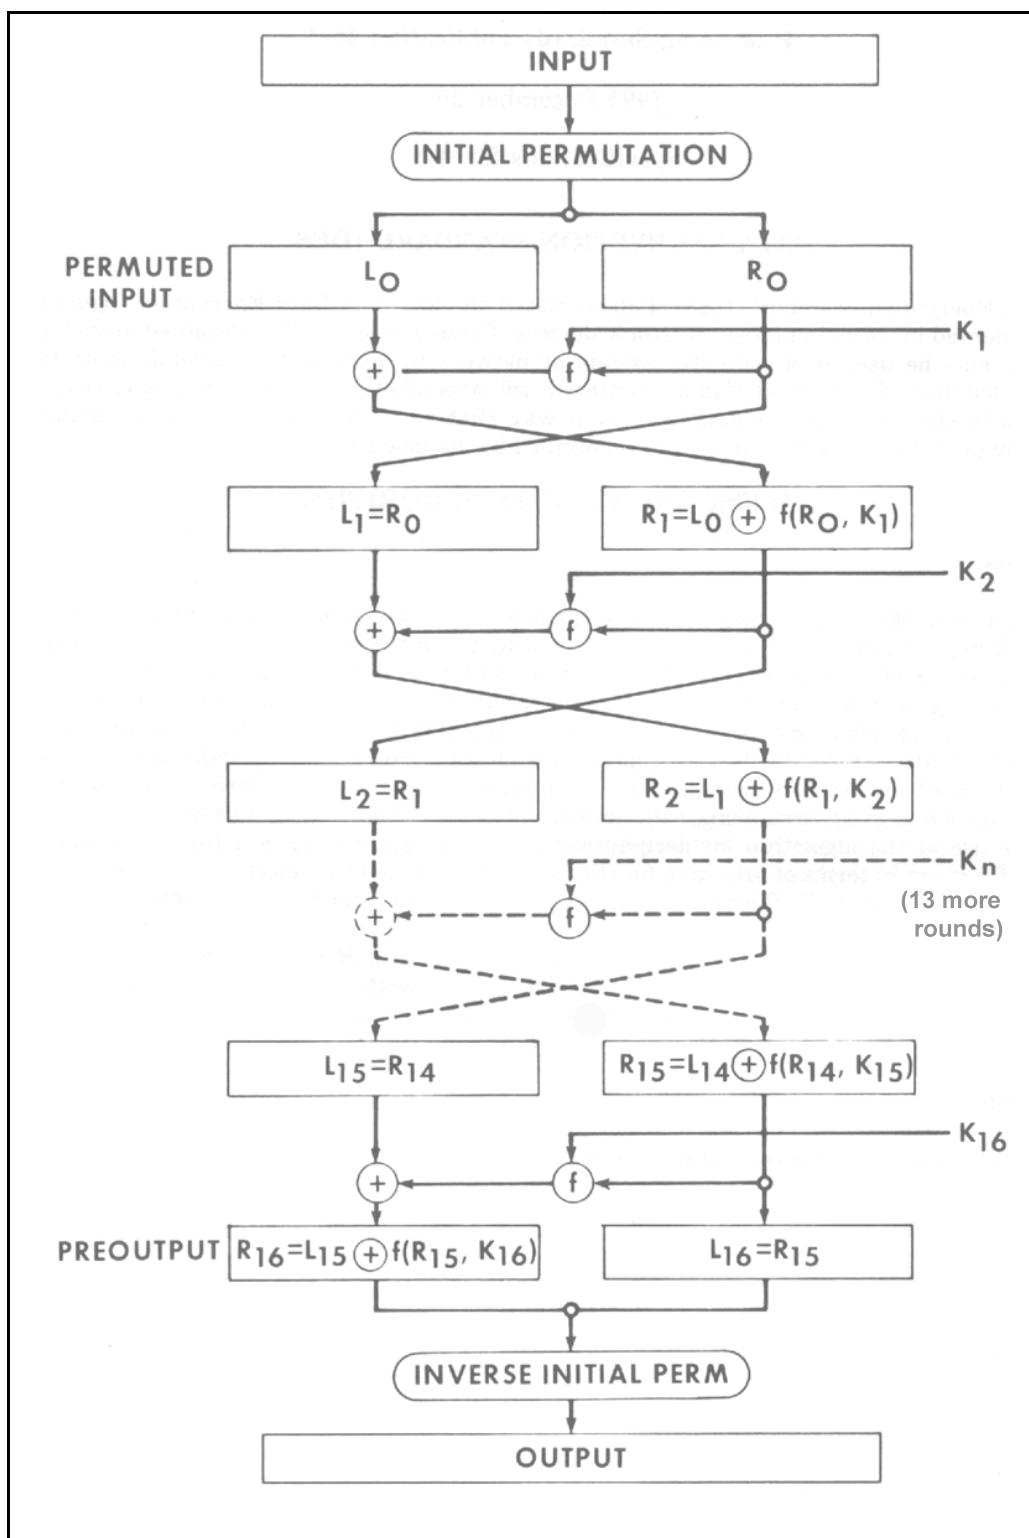 INPUT
INITIAL PERMUTATION
PERMUTED
INPUT
L0
R0
K1
+
f
L1=R0
R1=L0 + f(R0, K1)
K2
+
f
L2=R1
R2=L1 + f(R1, K2)
Kn
(13 more
rounds)
+
f
L15=R14
R15=L14 + f(R14, K15)
K16
+
f
PREOUTPUT
R16=L15 + f(R15, K16)
L16=R15
INVERSE INITIAL PERM
OUTPUT